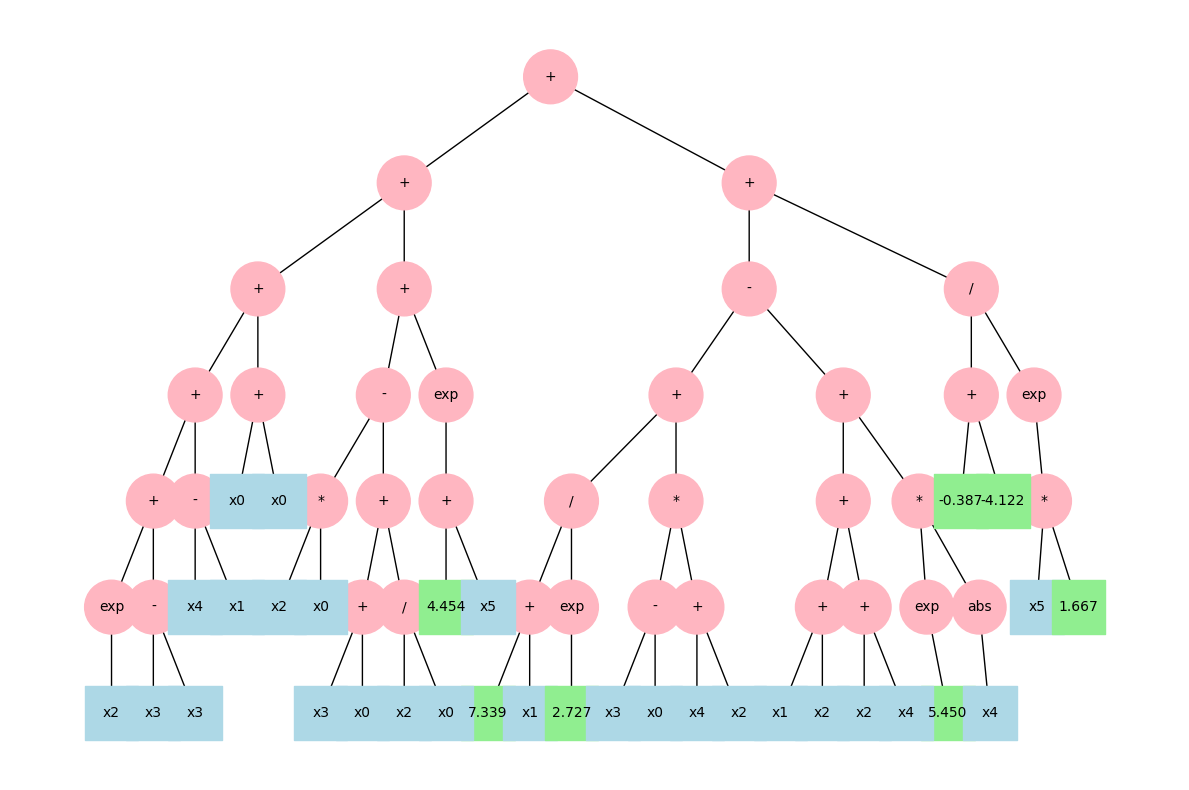 +
+ +
+ + - /
+ + - exp + + + exp
+ - x0 x0 * + + / * + * -0.387 -4.122 *
exp - x4 x1 x2 x0 + / 4.454 x5 + exp - + + + exp abs x5 1.667
x2 x3 x3 x3 x0 x2 x0 7.339 x1 2.727 x3 x0 x4 x2 x1 x2 x2 x4 5.450 x4